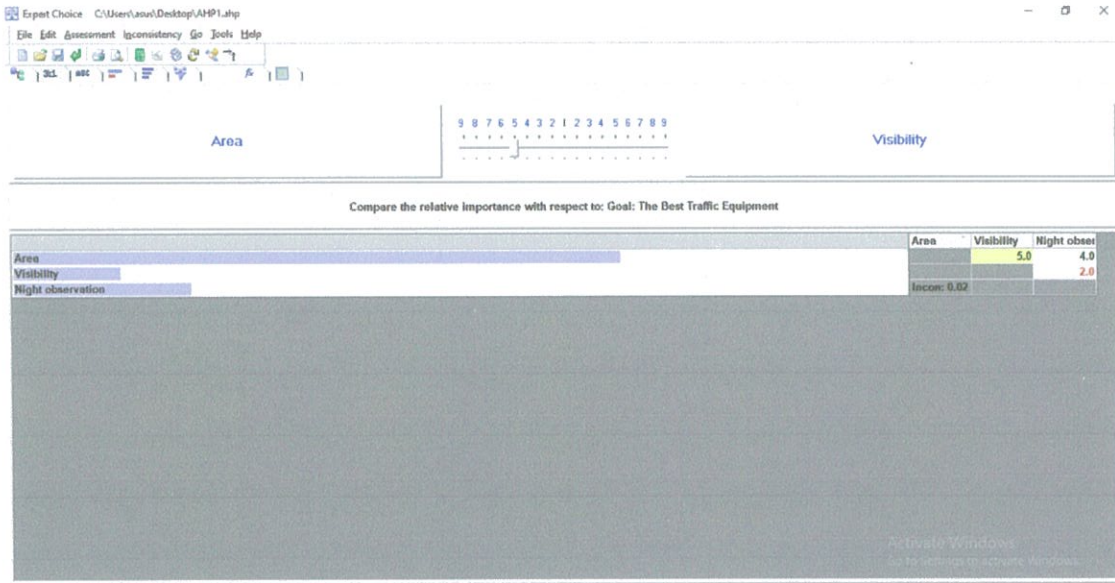 Expert Choice C:\Users\asus\Desktop\AHP1.ahp
File Edit Assessment Inconsistency Go Tools Help
3:1 ABC
Area
9 8 7 6 5 4 3 2 1 2 3 4 5 6 7 8 9
Visibility
Compare the relative importance with respect to: Goal: The Best Traffic Equipment
Area Visibility Night obser
Area 5.0 4.0
Visibility 2.0
Night observation Incon: 0.02
Activate Windows
Go to Settings to activate Windows.